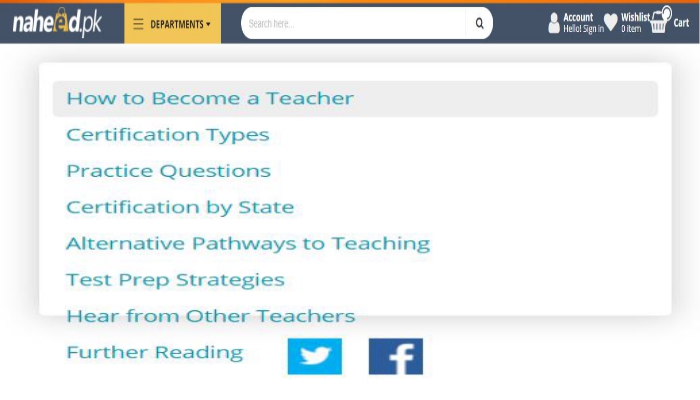 naheed.pk
DEPARTMENTS
Search here...
Account
Hello! Sign in
Wishlist
0 item
Cart
How to Become a Teacher
Certification Types
Practice Questions
Certification by State
Alternative Pathways to Teaching
Test Prep Strategies
Hear from Other Teachers
Further Reading